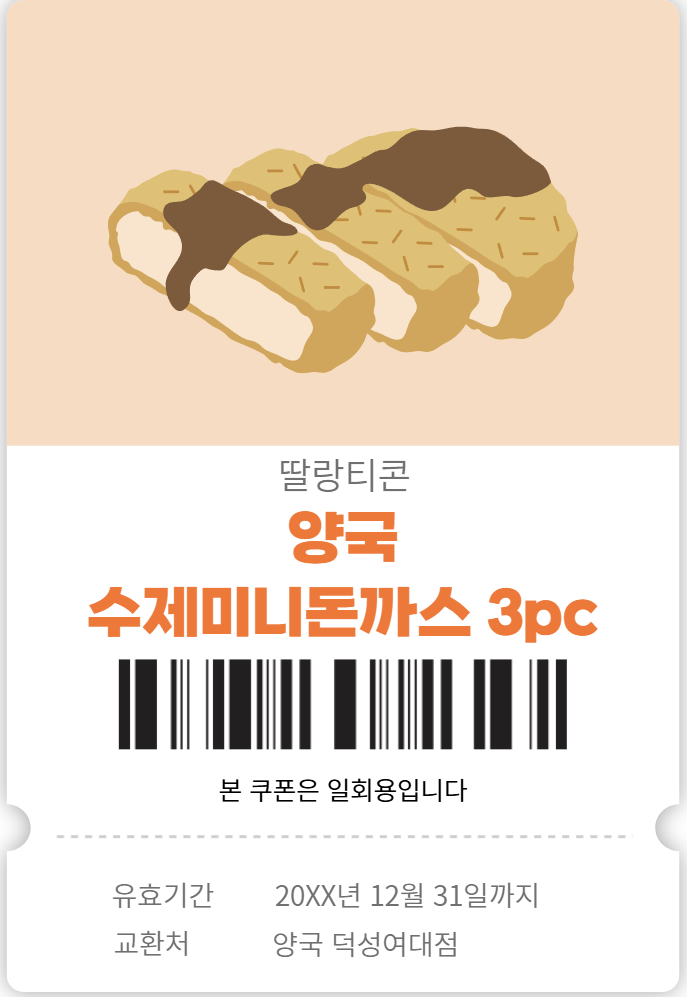 딸랑티콘
양국
수제미니돈까스 3pc
본 쿠폰은 일회용입니다
유효기간 20XX년 12월 31일까지
교환처 양국 덕성여대점